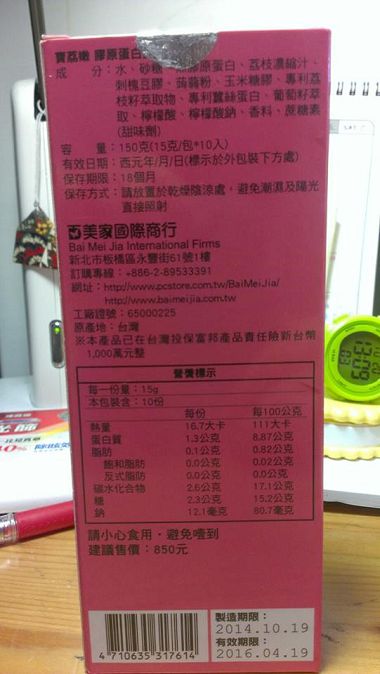 寶荔嫩 膠原蛋白
成 分：水、砂糖、 膠原蛋白、荔枝濃縮汁、
刺槐豆膠、蒟蒻粉、玉米糖膠、專利荔
枝籽萃取物、專利蠶絲蛋白、葡萄籽萃
取、檸檬酸、檸檬酸鈉、香料、蔗糖素
(甜味劑)
容 量：150克(15克/包*10入)
有效日期：西元年/月/日(標示於外包裝下方處)
保存期限：18個月
保存方式：請放置於乾燥陰涼處，避免潮濕及陽光
直接照射
美家國際商行
Bai Mei Jia International Firms
新北市板橋區永豐街61號1樓
訂購專線：+886-2-89533391
網址：http://www.pcstore.com.tw/BaiMeiJia/
http://www.baimeijia.com.tw
工廠證號：65000225
原產地：台灣
※本產品已在台灣投保富邦產品責任險新台幣
1,000萬元整
營養標示
每一份量：15g
本包裝含：10份
每份 每100公克
熱量 16.7大卡 111大卡
蛋白質 1.3公克 8.87公克
脂肪 0.1公克 0.82公克
飽和脂肪 0.0公克 0.02公克
反式脂肪 0.0公克 0.0公克
碳水化合物 2.6公克 17.1公克
糖 2.3公克 15.2公克
鈉 12.1毫克 80.7毫克
請小心食用，避免噎到
建議售價：850元
製造期限：
2014.10.19
有效期限：
2016.04.19
4 710635 317614